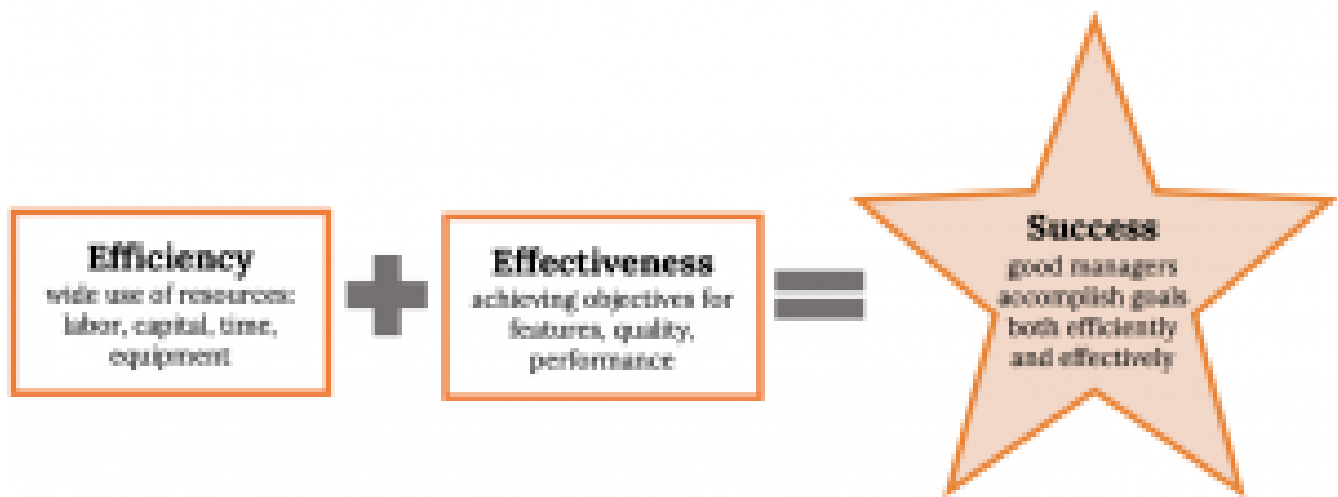 Efficiency
wide use of resources:
labor, capital, time,
equipment
Effectiveness
achieving objectives for
features, quality,
performance
Success
good managers
accomplish goals
both efficiently
and effectively